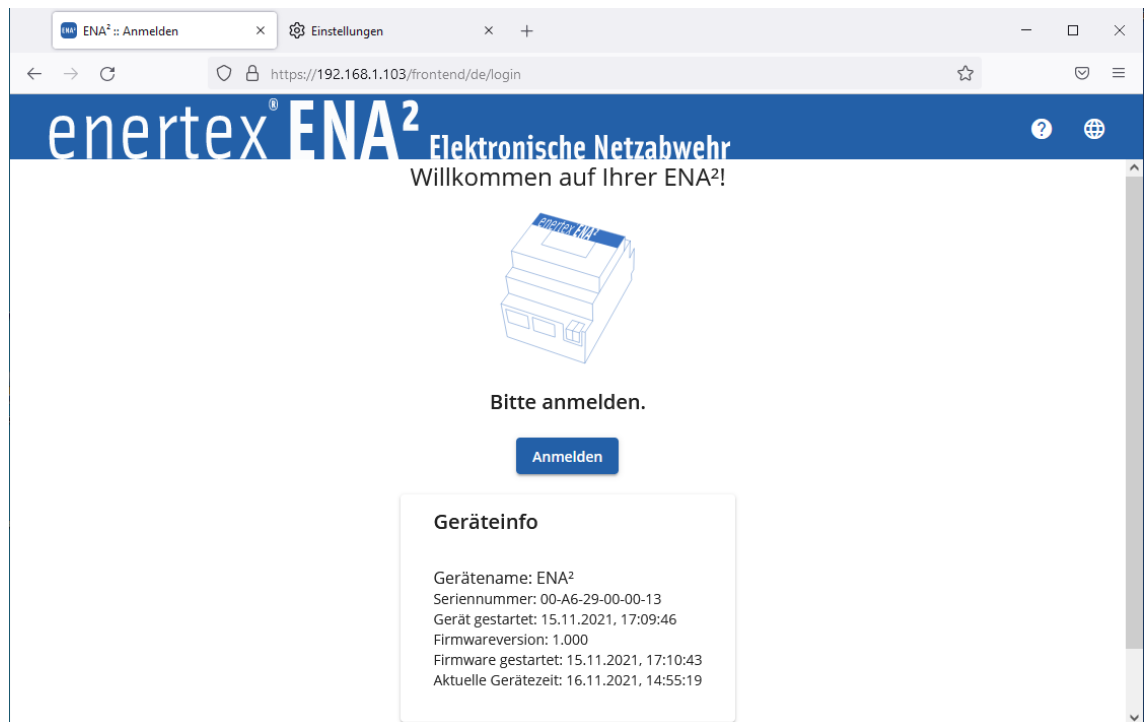 ENA² :: Anmelden
Einstellungen
https://192.168.1.103/frontend/de/login
enertex® ENA² Elektronische Netzabwehr
Willkommen auf Ihrer ENA²!
enertex ENA²
Bitte anmelden.
Anmelden
Geräteinfo
Gerätename: ENA²
Seriennummer: 00-A6-29-00-00-13
Gerät gestartet: 15.11.2021, 17:09:46
Firmwareversion: 1.000
Firmware gestartet: 15.11.2021, 17:10:43
Aktuelle Gerätezeit: 16.11.2021, 14:55:19